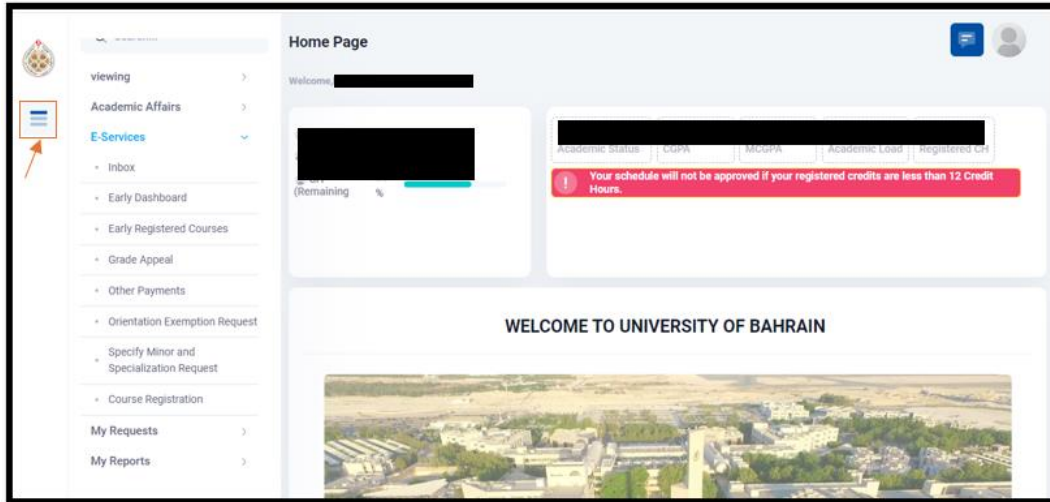 Home Page
Welcome,
viewing
Academic Affairs
E-Services
Inbox
Early Dashboard
Early Registered Courses
Grade Appeal
Other Payments
Orientation Exemption Request
Specify Minor and
Specialization Request
Course Registration
My Requests
My Reports
(Remaining %
Academic Status CGPA MCGPA Academic Load Registered CH
! Your schedule will not be approved if your registered credits are less than 12 Credit
Hours.
WELCOME TO UNIVERSITY OF BAHRAIN